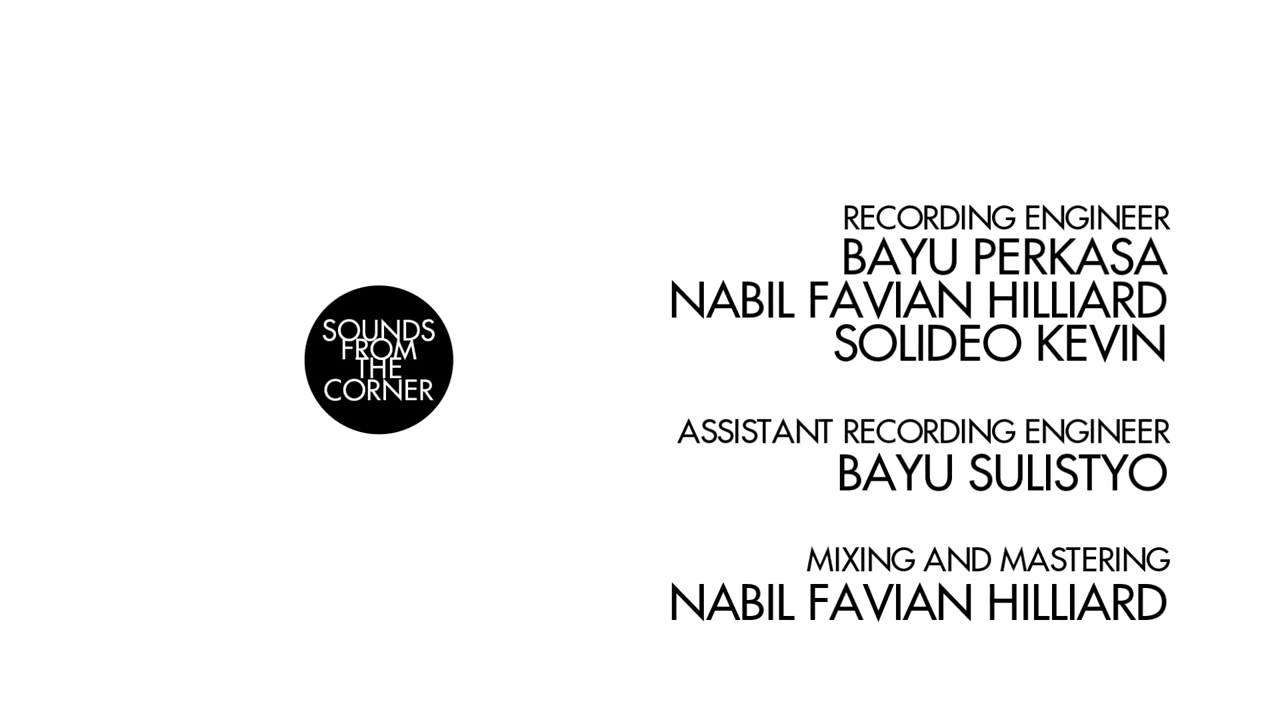 SOUNDS
FROM
THE
CORNER
RECORDING ENGINEER
BAYU PERKASA
NABIL FAVIAN HILLIARD
SOLIDEO KEVIN
ASSISTANT RECORDING ENGINEER
BAYU SULISTYO
MIXING AND MASTERING
NABIL FAVIAN HILLIARD